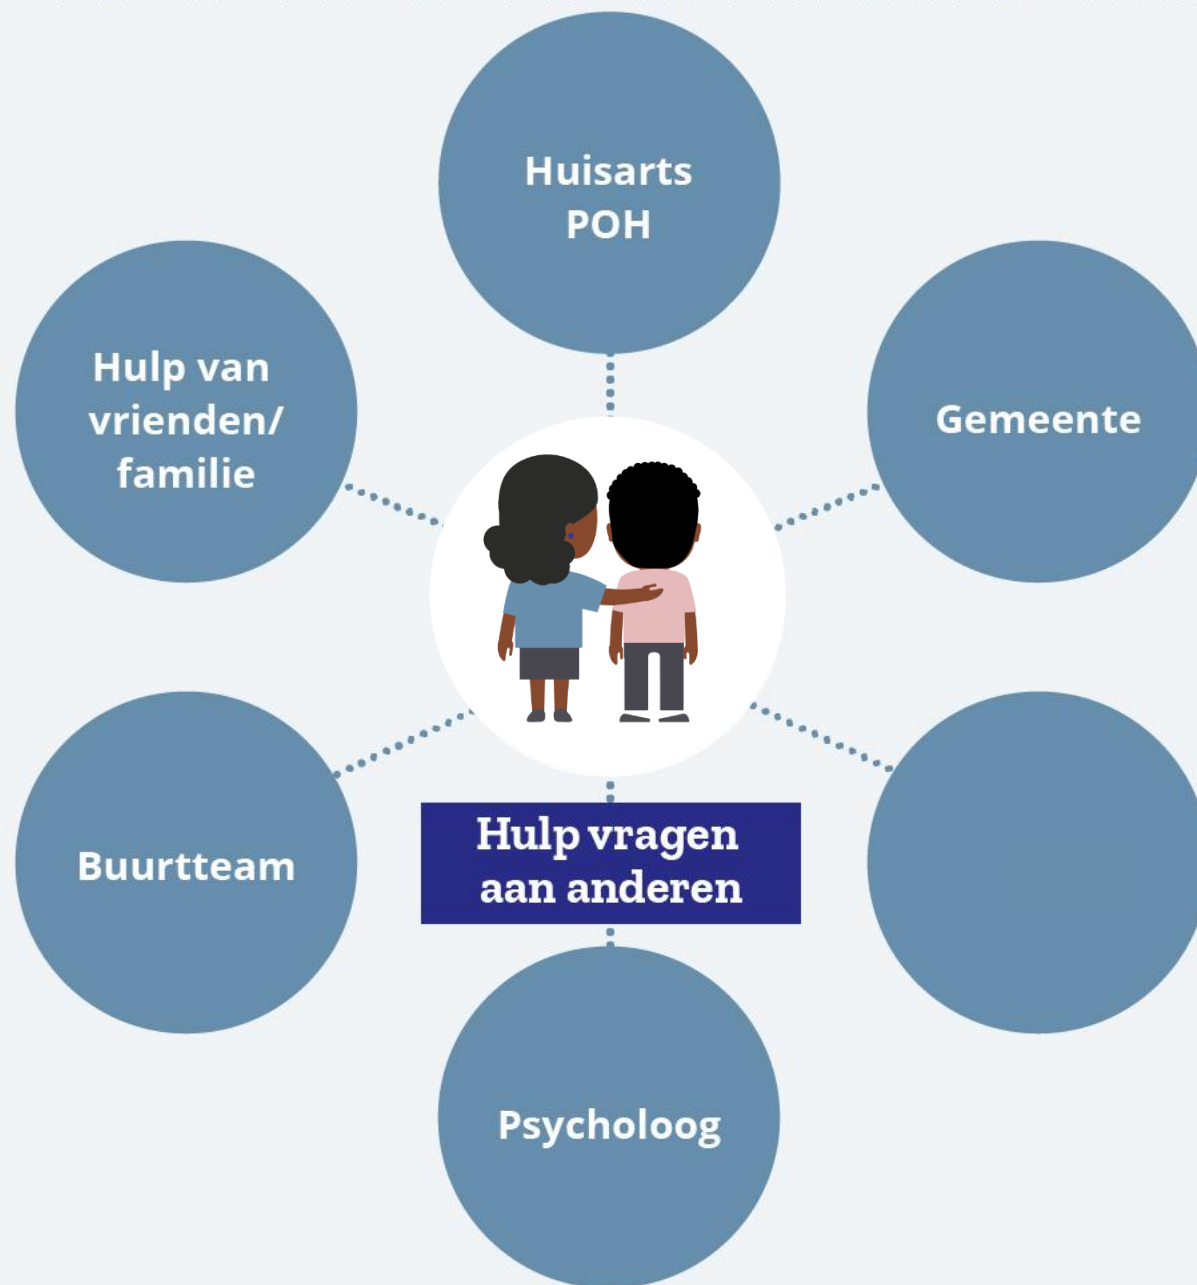 Huisarts
POH
Hulp van
vrienden/
familie
Gemeente
Buurtteam
Hulp vragen
aan anderen
Psycholoog